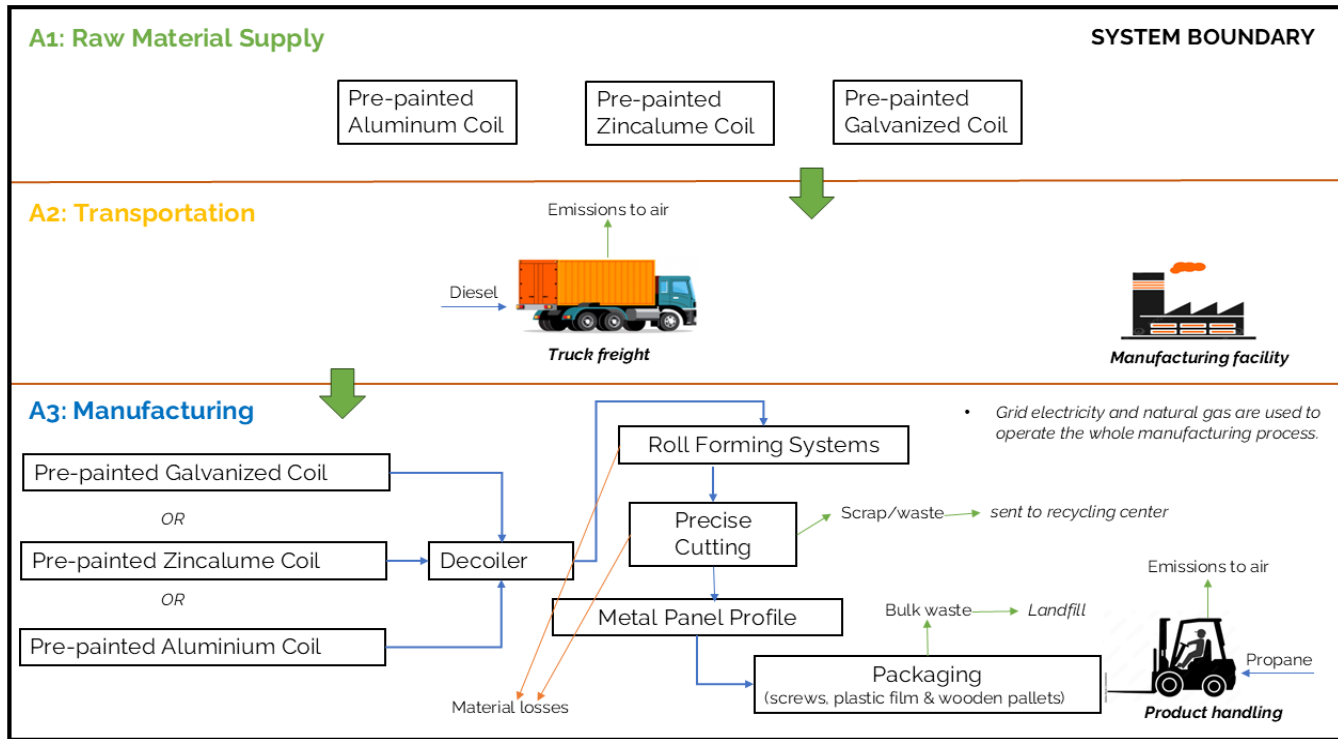 A1: Raw Material Supply
SYSTEM BOUNDARY
Pre-painted
Aluminum Coil
Pre-painted
Zincalume Coil
Pre-painted
Galvanized Coil
A2: Transportation
Emissions to air
Diesel
Truck freight
Manufacturing facility
A3: Manufacturing
• Grid electricity and natural gas are used to
operate the whole manufacturing process.
Roll Forming Systems
Pre-painted Galvanized Coil
OR
Precise
Cutting
Scrap/waste
sent to recycling center
Pre-painted Zincalume Coil
Decoiler
OR
Emissions to air
Metal Panel Profile
Bulk waste
Landfill
Pre-painted Aluminium Coil
Packaging
(screws, plastic film & wooden pallets)
Propane
Material losses
Product handling